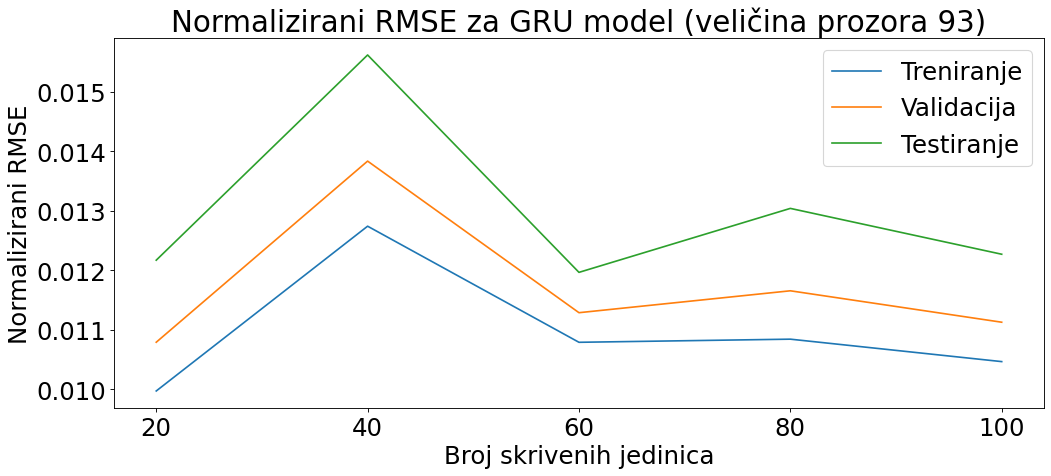 Normalizirani RMSE za GRU model (veličina prozora 93)
Normalizirani RMSE
0.015
0.014
0.013
0.012
0.011
0.010
Treniranje
Validacija
Testiranje
20 40 60 80 100
Broj skrivenih jedinica